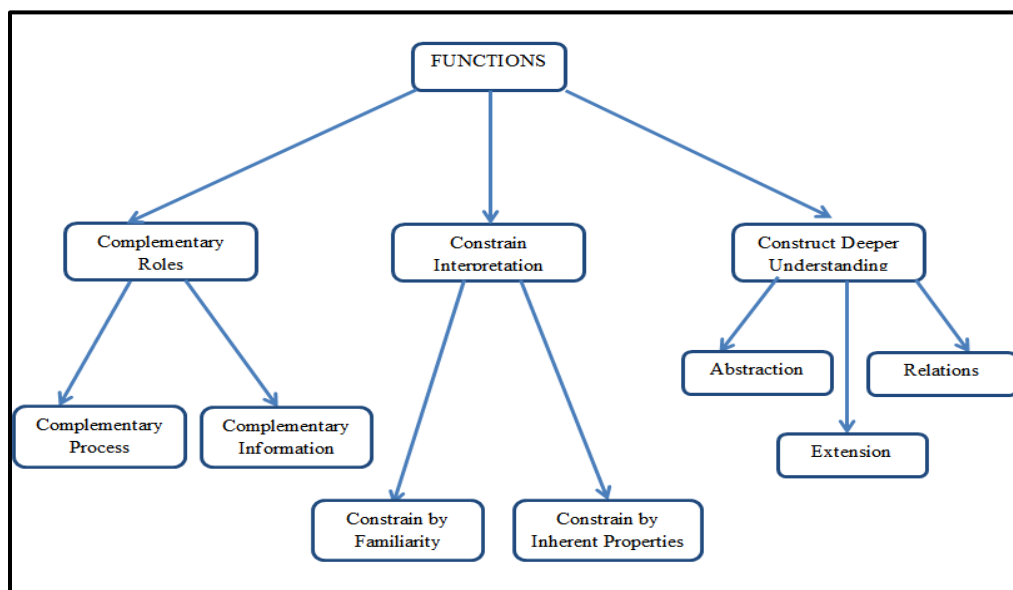 FUNCTIONS
Complementary
Roles
Constrain
Interpretation
Construct Deeper
Understanding
Abstraction
Relations
Complementary
Process
Complementary
Information
Extension
Constrain by
Familiarity
Constrain by
Inherent Properties